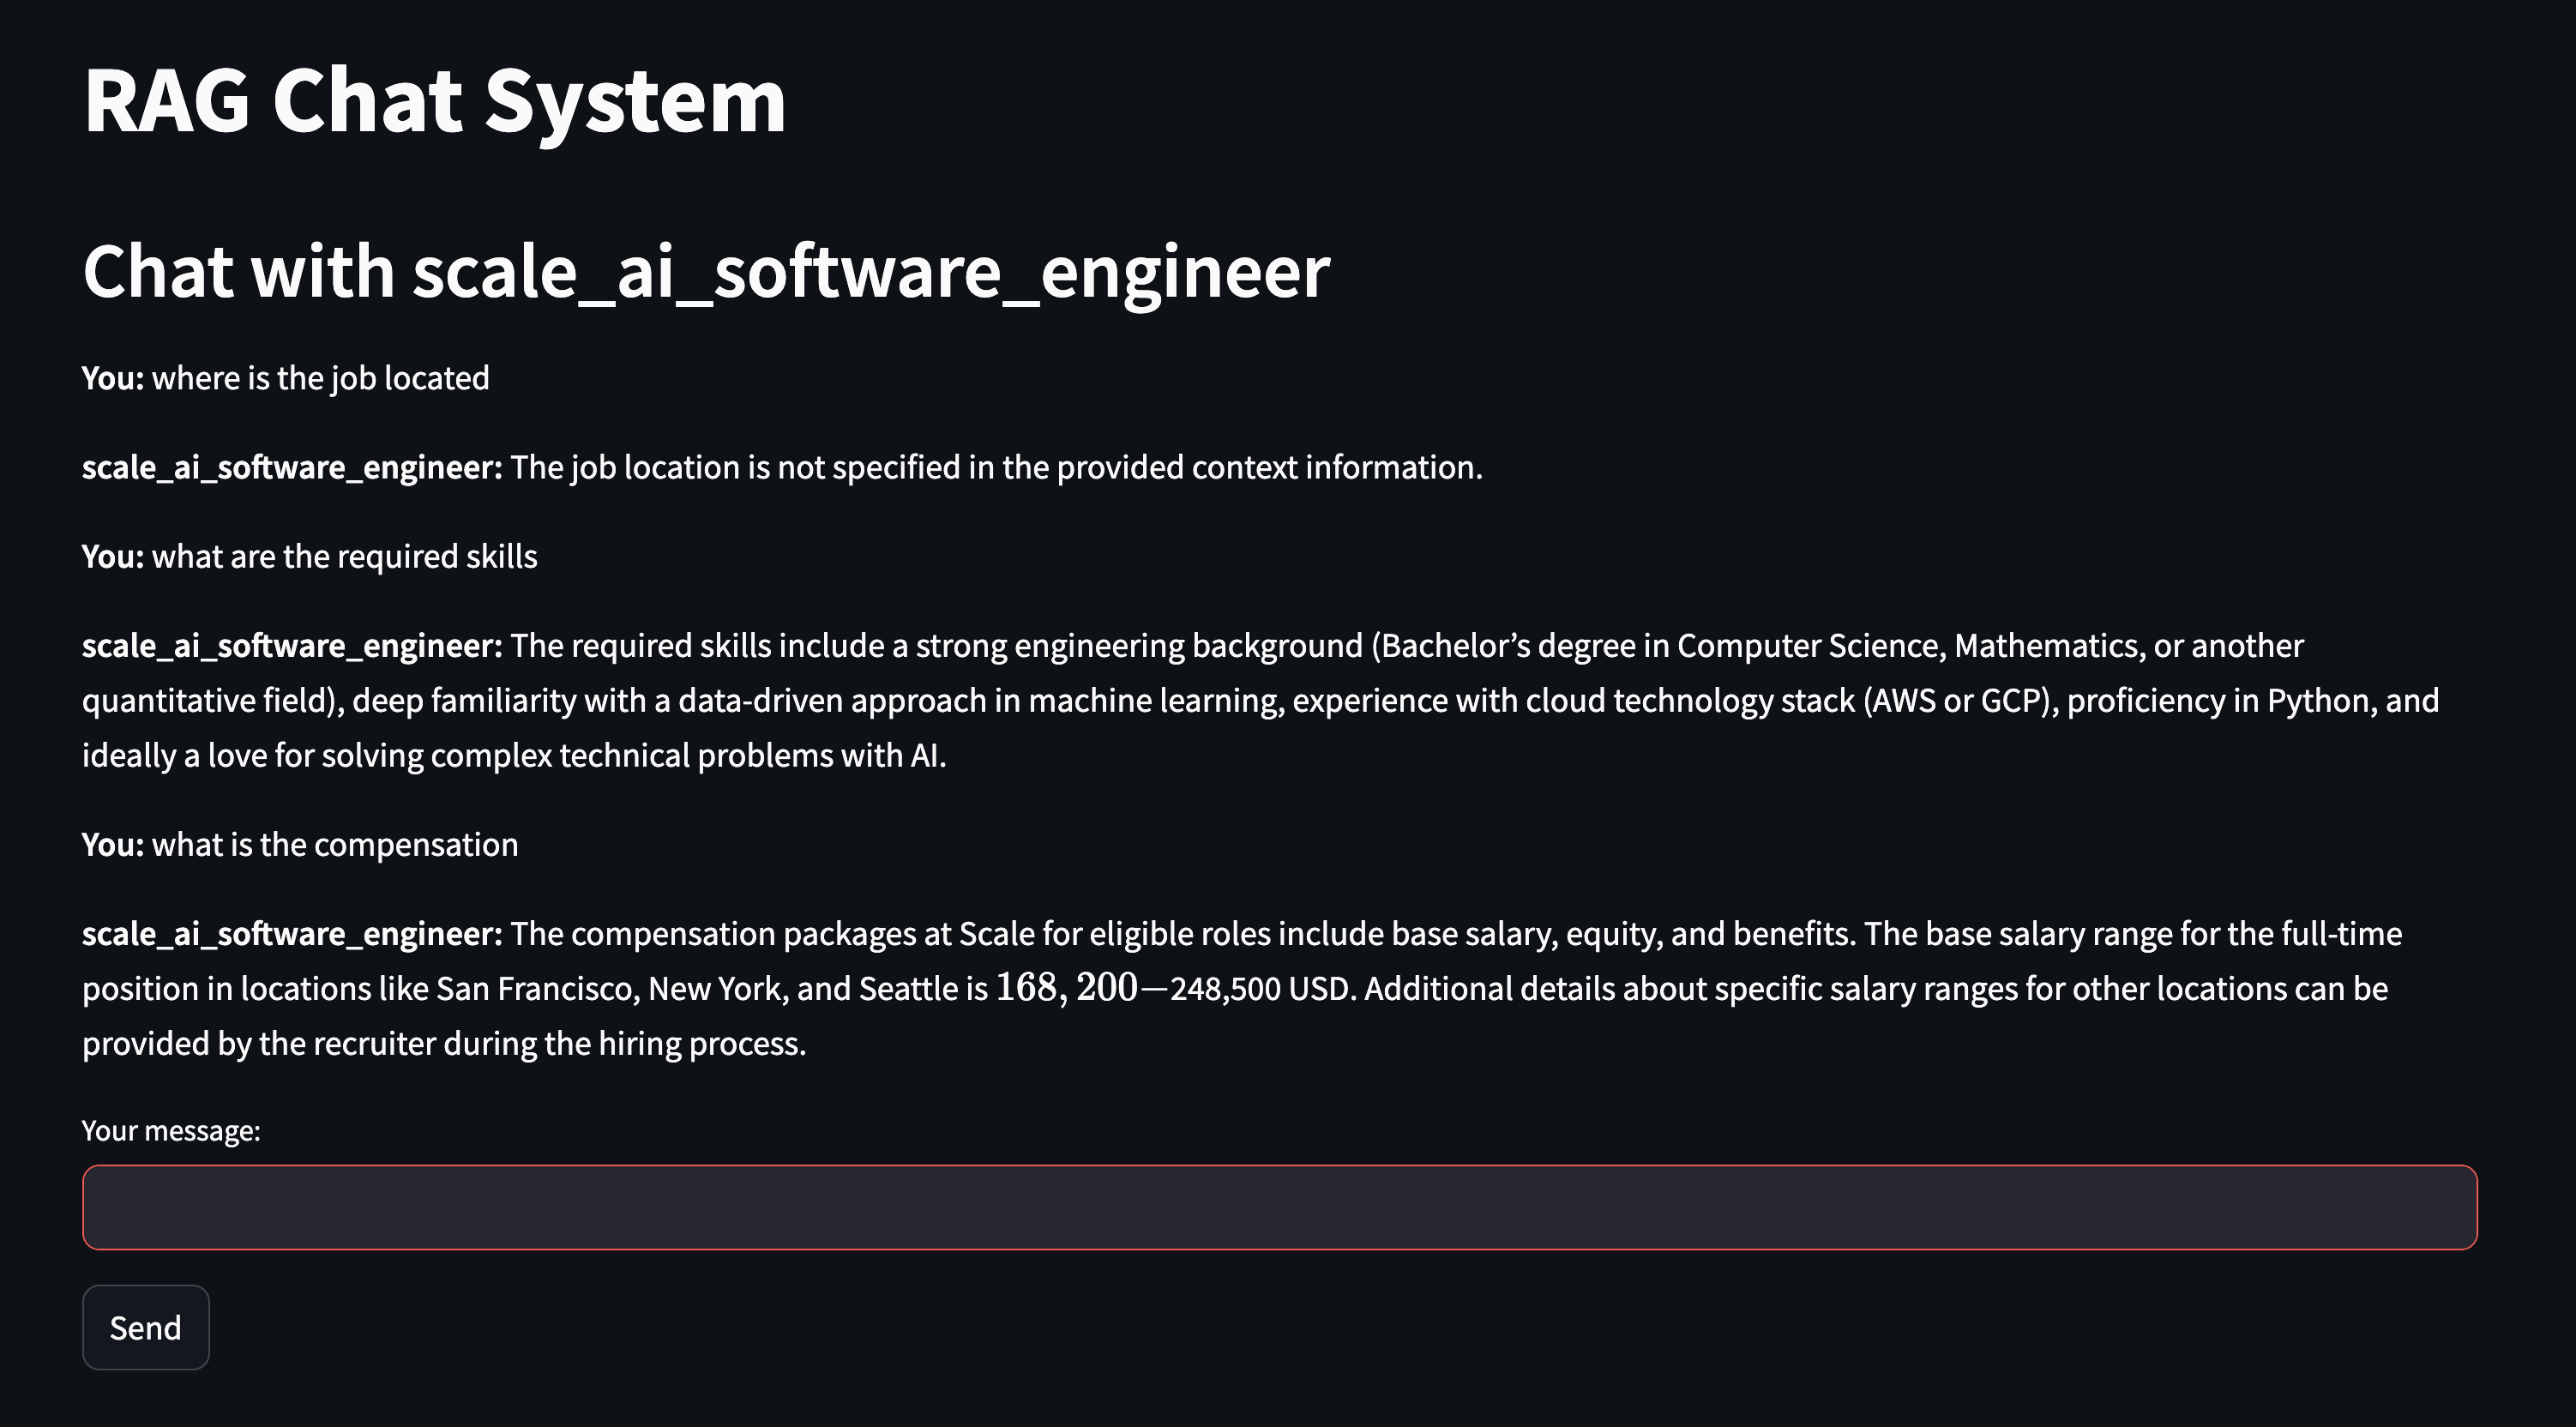 RAG Chat System
Chat with scale_ai_software_engineer
You: where is the job located
scale_ai_software_engineer: The job location is not specified in the provided context information.
You: what are the required skills
scale_ai_software_engineer: The required skills include a strong engineering background (Bachelor’s degree in Computer Science, Mathematics, or another
quantitative field), deep familiarity with a data-driven approach in machine learning, experience with cloud technology stack (AWS or GCP), proficiency in Python, and
ideally a love for solving complex technical problems with AI.
You: what is the compensation
scale_ai_software_engineer: The compensation packages at Scale for eligible roles include base salary, equity, and benefits. The base salary range for the full-time
position in locations like San Francisco, New York, and Seattle is 168, 200—248,500 USD. Additional details about specific salary ranges for other locations can be
provided by the recruiter during the hiring process.
Your message:
Send